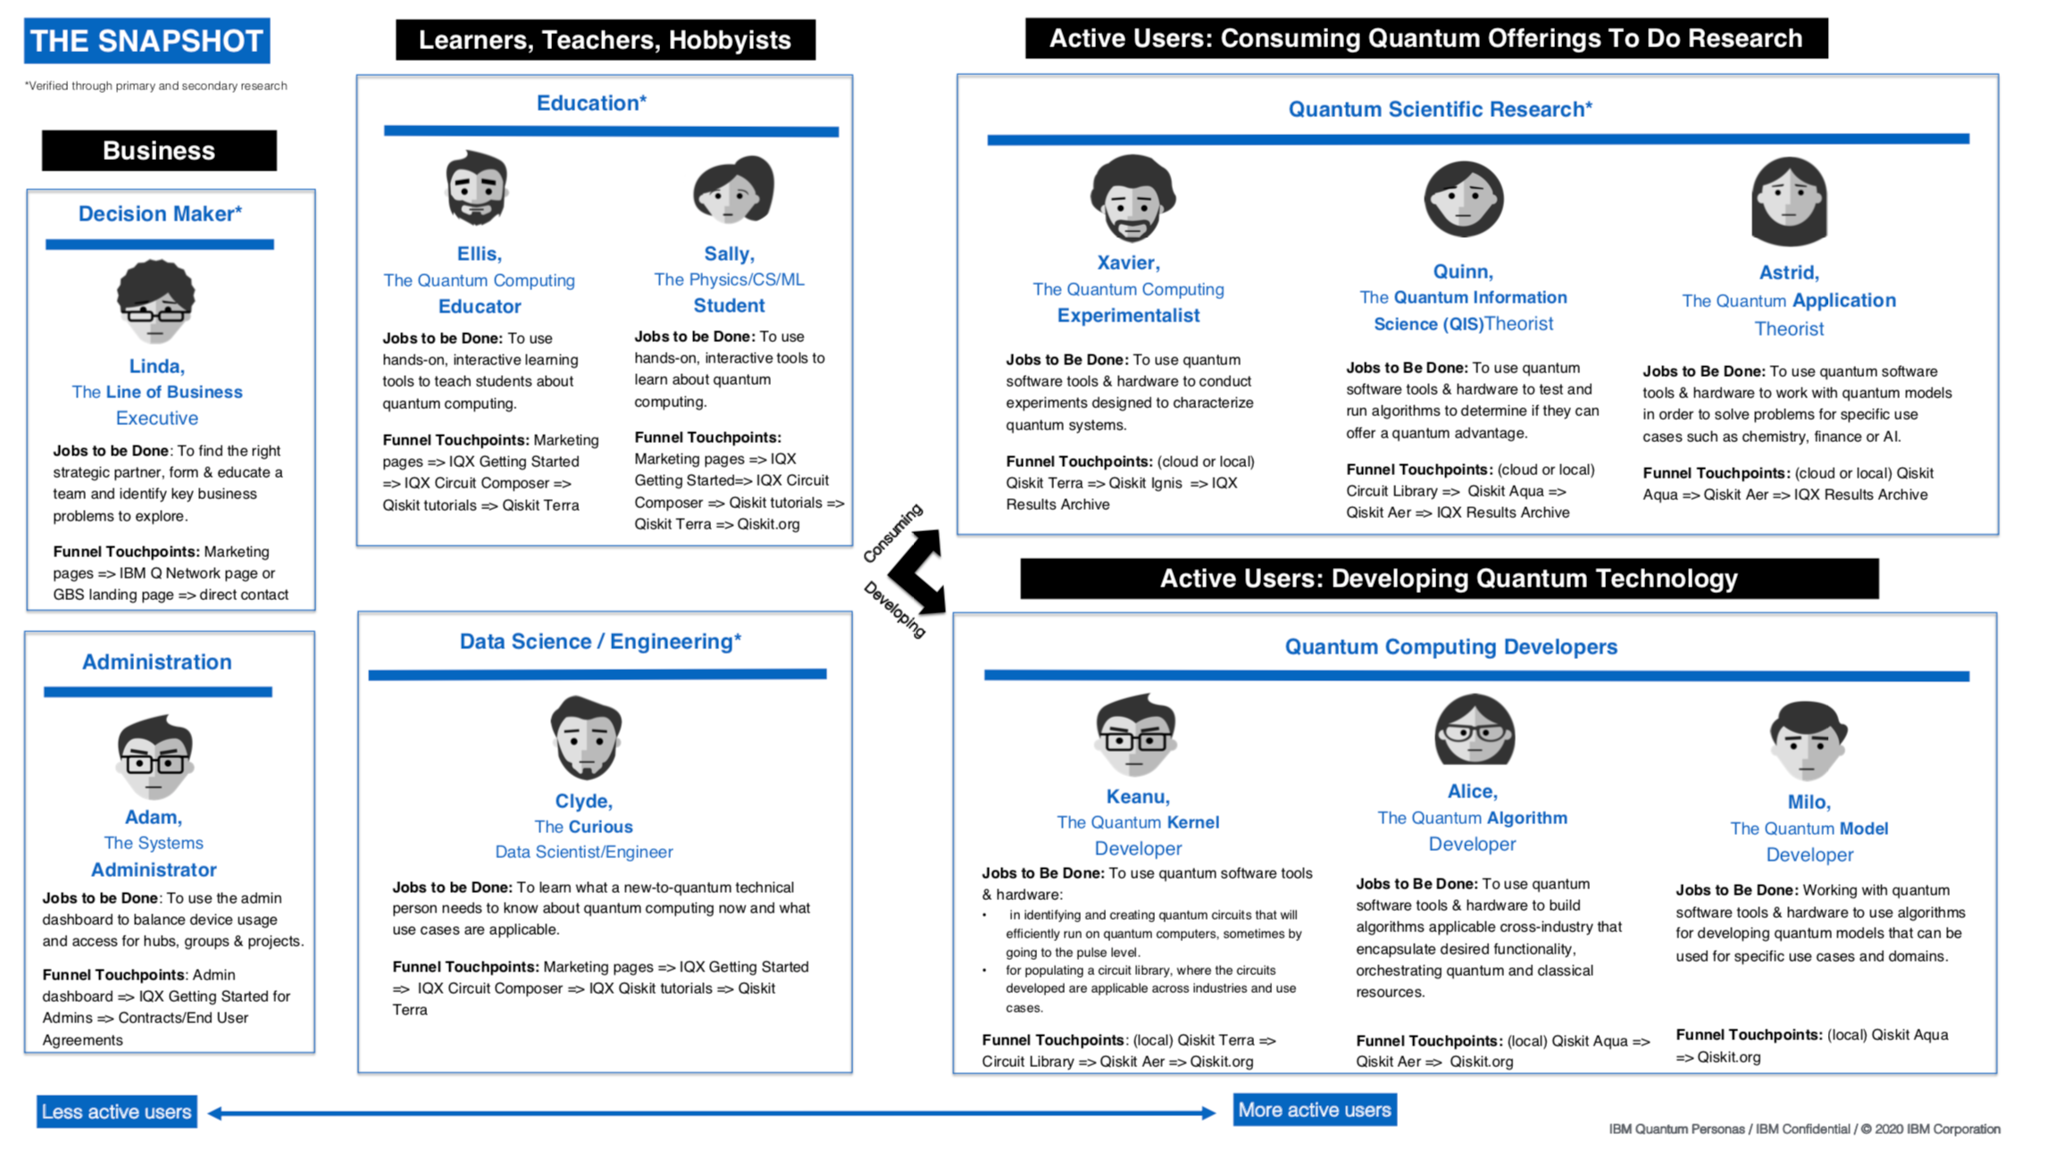 THE SNAPSHOT
*Verified through primary and secondary research
Business
Decision Maker*
Linda,
The Line of Business
Executive
Jobs to be Done: To find the right
strategic partner, form & educate a
team and identify key business
problems to explore.
Funnel Touchpoints: Marketing
pages => IBM Q Network page or
GBS landing page => direct contact
Administration
Adam,
The Systems
Administrator
Jobs to be Done: To use the admin
dashboard to balance device usage
and access for hubs, groups & projects.
Funnel Touchpoints: Admin
dashboard => IQX Getting Started for
Admins => Contracts/End User
Agreements
Learners, Teachers, Hobbyists
Education*
Ellis,
The Quantum Computing
Educator
Jobs to be Done: To use
hands-on, interactive learning
tools to teach students about
quantum computing.
Funnel Touchpoints: Marketing
pages => IQX Getting Started
=> IQX Circuit Composer =>
Qiskit tutorials => Qiskit Terra
Sally,
The Physics/CS/ML
Student
Jobs to be Done: To use
hands-on, interactive tools to
learn about quantum
computing.
Funnel Touchpoints:
Marketing pages => IQX
Getting Started=> IQX Circuit
Composer => Qiskit tutorials =>
Qiskit Terra => Qiskit.org
Data Science / Engineering*
Clyde,
The Curious
Data Scientist/Engineer
Jobs to be Done: To learn what a new-to-quantum technical
person needs to know about quantum computing now and what
use cases are applicable.
Funnel Touchpoints: Marketing pages => IQX Getting Started
=> IQX Circuit Composer => IQX Qiskit tutorials => Qiskit
Terra
Consuming
Developing
Active Users: Consuming Quantum Offerings To Do Research
Quantum Scientific Research*
Xavier,
The Quantum Computing
Experimentalist
Jobs to Be Done: To use quantum
software tools & hardware to conduct
experiments designed to characterize
quantum systems.
Funnel Touchpoints: (cloud or local)
Qiskit Terra => Qiskit Ignis => IQX
Results Archive
Quinn,
The Quantum Information
Science (QIS)Theorist
Jobs to Be Done: To use quantum
software tools & hardware to test and
run algorithms to determine if they can
offer a quantum advantage.
Funnel Touchpoints: (cloud or local)
Circuit Library => Qiskit Aqua =>
Qiskit Aer => IQX Results Archive
Astrid,
The Quantum Application
Theorist
Jobs to Be Done: To use quantum software
tools & hardware to work with quantum models
in order to solve problems for specific use
cases such as chemistry, finance or AI.
Funnel Touchpoints: (cloud or local) Qiskit
Aqua => Qiskit Aer => IQX Results Archive
Active Users: Developing Quantum Technology
Quantum Computing Developers
Keanu,
The Quantum Kernel
Developer
Jobs to Be Done: To use quantum software tools
& hardware:
• in identifying and creating quantum circuits that will
efficiently run on quantum computers, sometimes by
going to the pulse level.
• for populating a circuit library, where the circuits
developed are applicable across industries and use
cases.
Funnel Touchpoints: (local) Qiskit Terra =>
Circuit Library => Qiskit Aer => Qiskit.org
Alice,
The Quantum Algorithm
Developer
Jobs to Be Done: To use quantum
software tools & hardware to build
algorithms applicable cross-industry that
encapsulate desired functionality,
orchestrating quantum and classical
resources.
Funnel Touchpoints: (local) Qiskit Aqua =>
Qiskit Aer => Qiskit.org
Milo,
The Quantum Model
Developer
Jobs to Be Done: Working with quantum
software tools & hardware to use algorithms
for developing quantum models that can be
used for specific use cases and domains.
Funnel Touchpoints: (local) Qiskit Aqua
=> Qiskit.org
Less active users
More active users
IBM Quantum Personas / IBM Confidential / © 2020 IBM Corporation